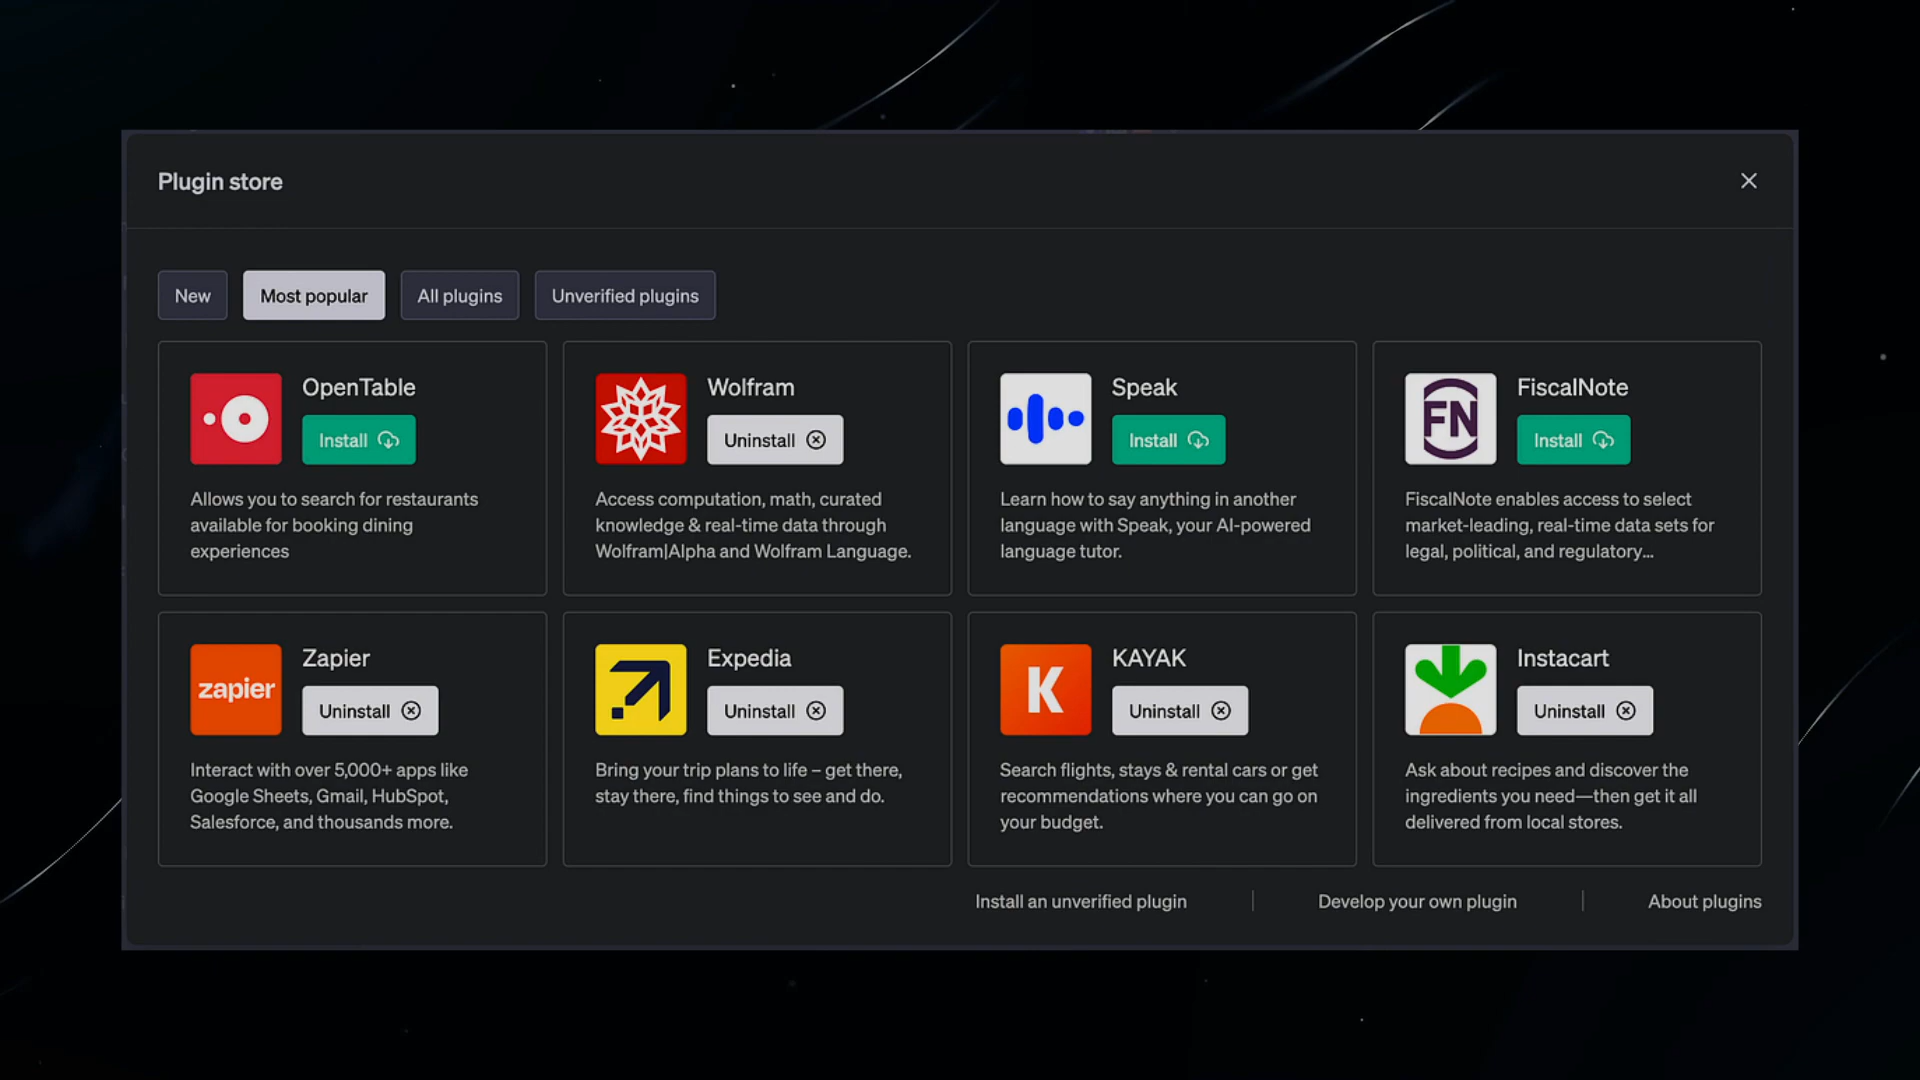 Plugin store
New
Most popular
All plugins
Unverified plugins
OpenTable
Install
Allows you to search for restaurants
available for booking dining
experiences
Wolfram
Uninstall
Access computation, math, curated
knowledge & real-time data through
Wolfram|Alpha and Wolfram Language.
Speak
Install
Learn how to say anything in another
language with Speak, your AI-powered
language tutor.
FN
FiscalNote
Install
FiscalNote enables access to select
market-leading, real-time data sets for
legal, political, and regulatory...
zapier
Zapier
Uninstall
Interact with over 5,000+ apps like
Google Sheets, Gmail, HubSpot,
Salesforce, and thousands more.
Expedia
Uninstall
Bring your trip plans to life – get there,
stay there, find things to see and do.
K
KAYAK
Uninstall
Search flights, stays & rental cars or get
recommendations where you can go on
your budget.
Instacart
Uninstall
Ask about recipes and discover the
ingredients you need—then get it all
delivered from local stores.
Install an unverified plugin
Develop your own plugin
About plugins